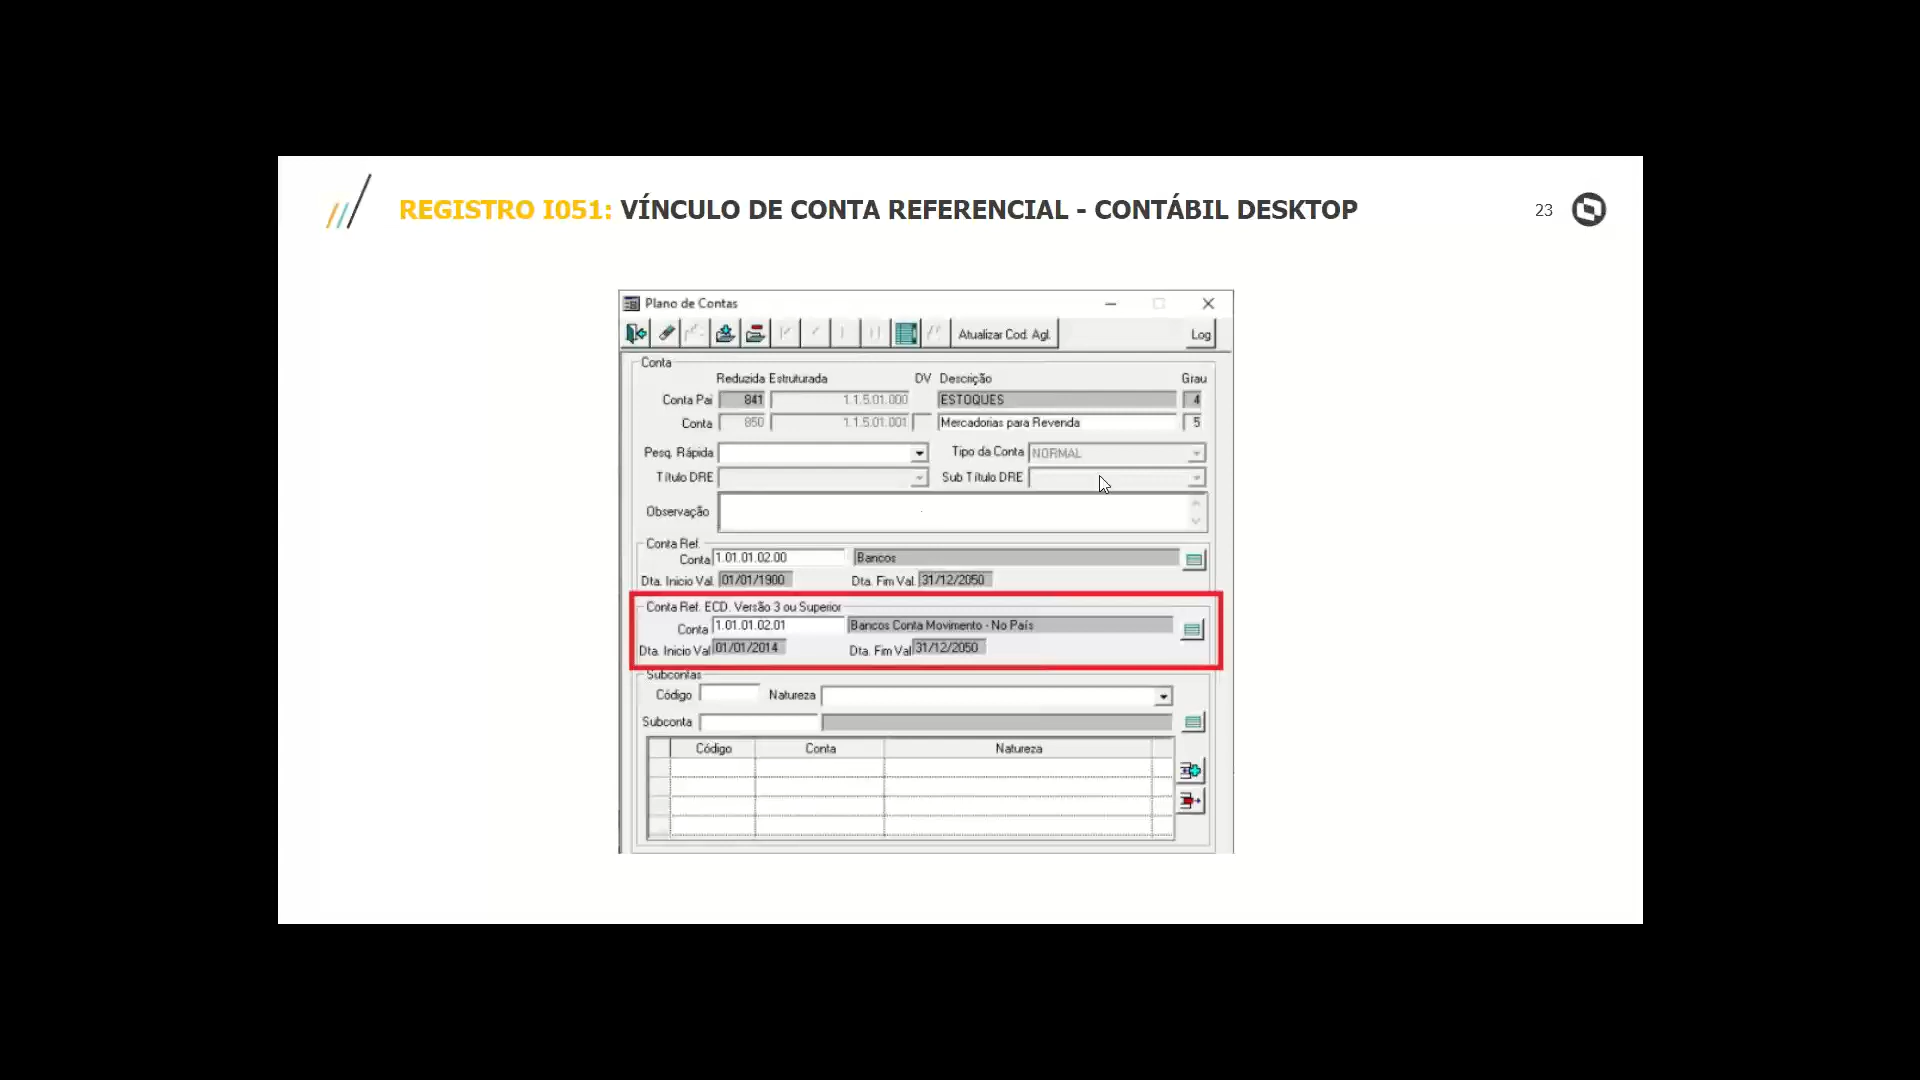 REGISTRO I051: VÍNCULO DE CONTA REFERENCIAL - CONTÁBIL DESKTOP
23
Plano de Contas
Atualizar Cod. Agl.
Log
Conta
Reduzida Estruturada DV Descrição Grau
Conta Pai 841 1.1.5.01.000 ESTOQUES 4
Conta 850 1.1.5.01.001 Mercadorias para Revenda 5
Pesq. Rápida Tipo da Conta NORMAL
Título DRE Sub Título DRE
Observação
Conta Ref.
Conta 1.01.01.02.00 Bancos
Dta. Inicio Val. 01/01/1900 Dta. Fim Val. 31/12/2050
Conta Ref. ECD. Versão 3 ou Superior
Conta 1.01.01.02.01 Bancos Conta Movimento - No País
Dta. Inicio Val 01/01/2014 Dta. Fim Val 31/12/2050
Subcontas
Código Natureza
Subconta
Código Conta Natureza